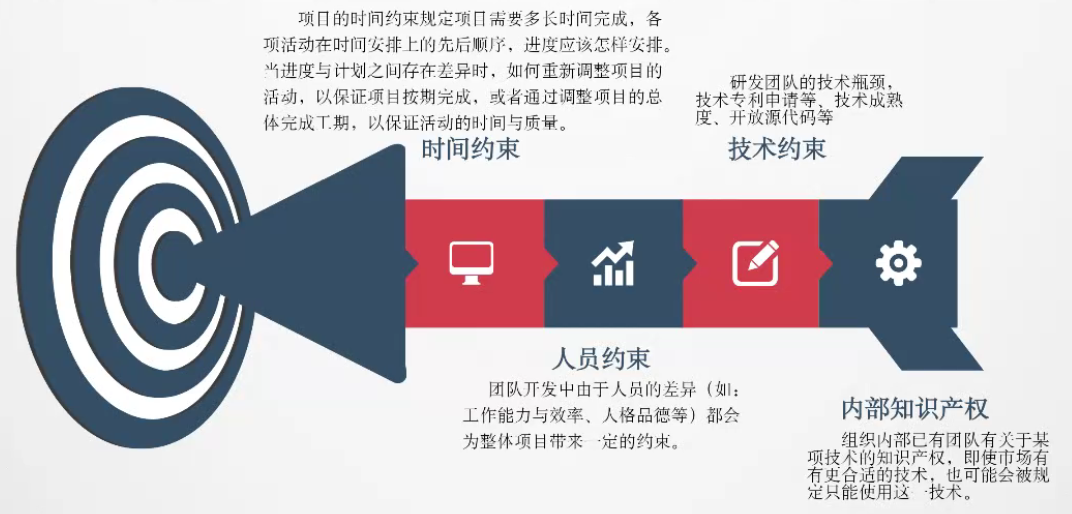 项目的时间约束规定项目需要多长时间完成，各
项活动在时间安排上的先后顺序，进度应该怎样安排。
当进度与计划之间存在差异时，如何重新调整项目的
活动，以保证项目按期完成，或者通过调整项目的总
体完成工期，以保证活动的时间与质量。
时间约束
研发团队的技术瓶颈，
技术专利申请等、技术成熟
度、开放源代码等
技术约束
人员约束
团队开发中由于人员的差异（如：
工作能力与效率、人格品德等）都会
为整体项目带来一定的约束。
内部知识产权
组织内部已有团队有关于某
项技术的知识产权，即使市场有
有更合适的技术，也可能会被规
定只能使用这一技术。